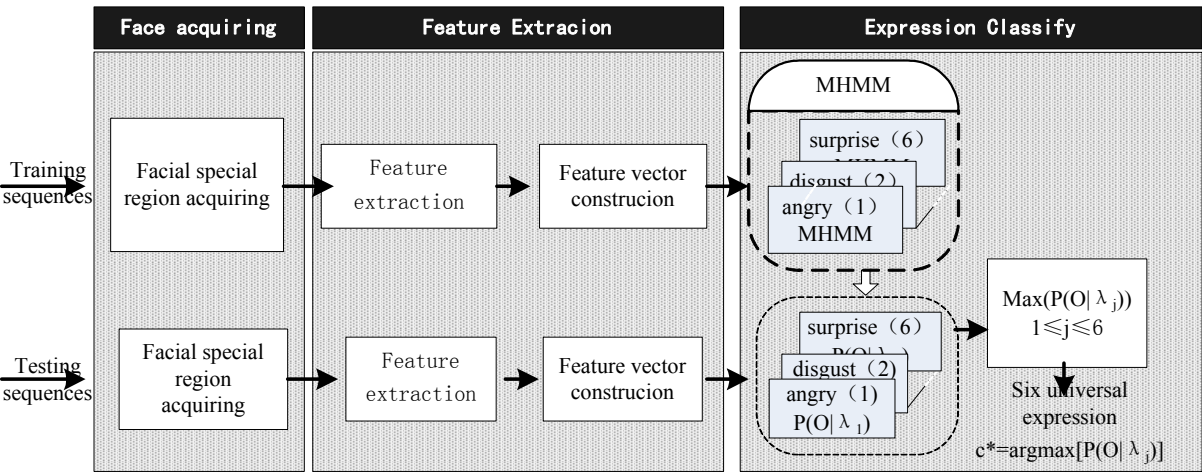 Face acquiring
Feature Extracion
Expression Classify
Training
sequences
Facial special
region acquiring
Feature
extraction
Feature vector
construcion
MHMM
surprise（6）
MHMM
disgust（2）
angry（1）
MHMM
Testing
sequences
Facial special
region
acquiring
Feature
extraction
Feature vector
construcion
surprise（6）
disgust（2）
angry（1）
P(O|λ₁)
Max(P(O|λⱼ))
1≤j≤6
Six universal
expression
c*=argmax[P(O|λⱼ)]